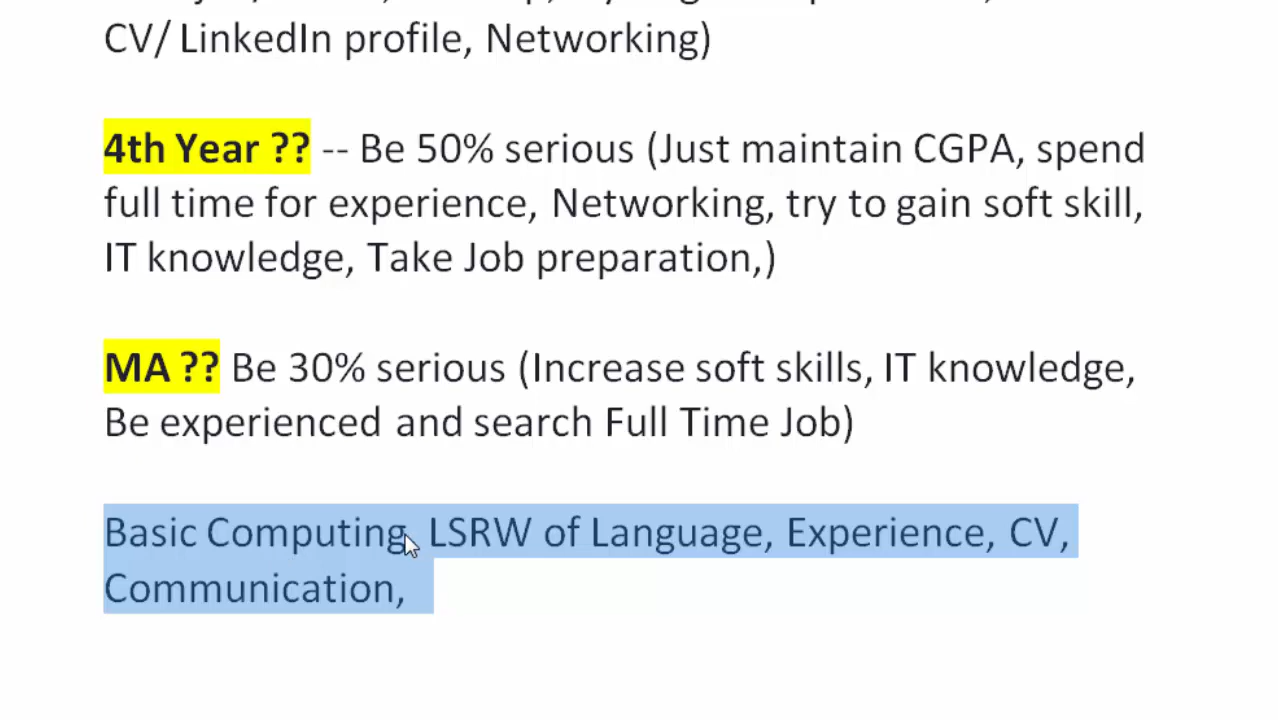 CV/ LinkedIn profile, Networking)
4th Year ?? -- Be 50% serious (Just maintain CGPA, spend
full time for experience, Networking, try to gain soft skill,
IT knowledge, Take Job preparation,)
MA ?? Be 30% serious (Increase soft skills, IT knowledge,
Be experienced and search Full Time Job)
Basic Computing, LSRW of Language, Experience, CV,
Communication,